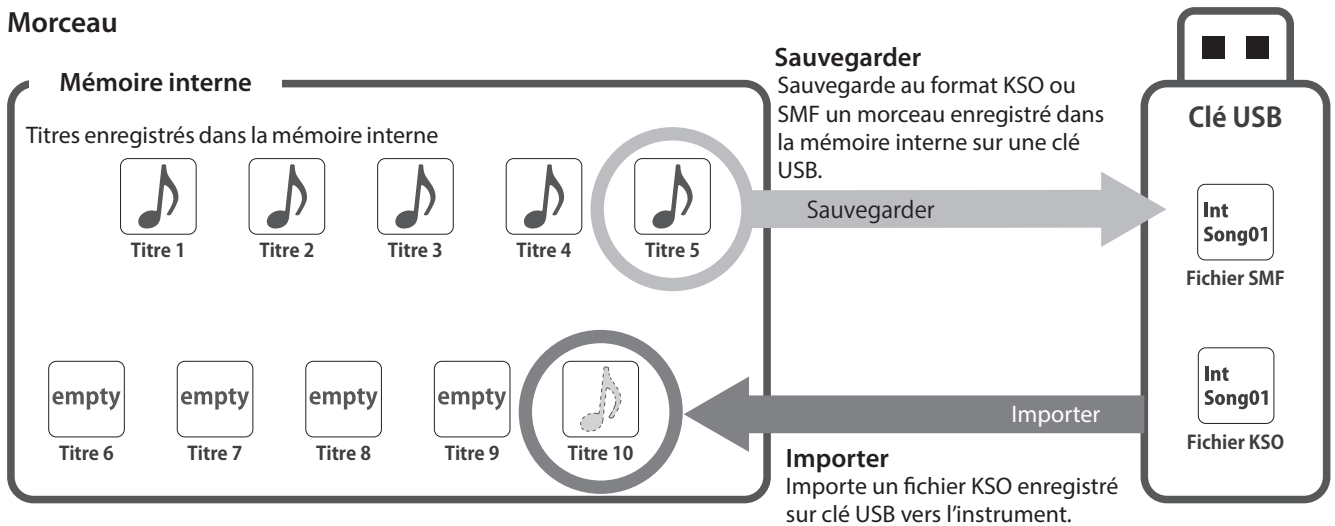 Morceau
Mémoire interne
Titres enregistrés dans la mémoire interne
Titre 1
Titre 2
Titre 3
Titre 4
Titre 5
empty
empty
empty
empty
Titre 6
Titre 7
Titre 8
Titre 9
Titre 10
Sauvegarder
Sauvegarde au format KSO ou
SMF un morceau enregistré dans
la mémoire interne sur une clé
USB.
Sauvegarder
Importer
Importer
Importe un fichier KSO enregistré
sur clé USB vers l'instrument.
Clé USB
Int
Song01
Fichier SMF
Int
Song01
Fichier KSO